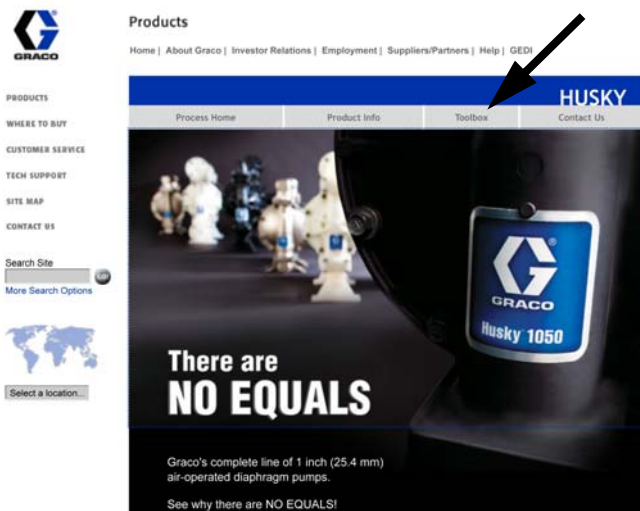 GRACO
Products
Home | About Graco | Investor Relations | Employment | Suppliers/Partners | Help | GEDI
HUSKY
Process Home
Product Info
Toolbox
Contact Us
PRODUCTS
WHERE TO BUY
CUSTOMER SERVICE
TECH SUPPORT
SITE MAP
CONTACT US
Search Site
GO!
More Search Options
Select a location...
GRACO
Husky 1050
There are
NO EQUALS
Graco's complete line of 1 inch (25.4 mm)
air-operated diaphragm pumps.
See why there are NO EQUALS!